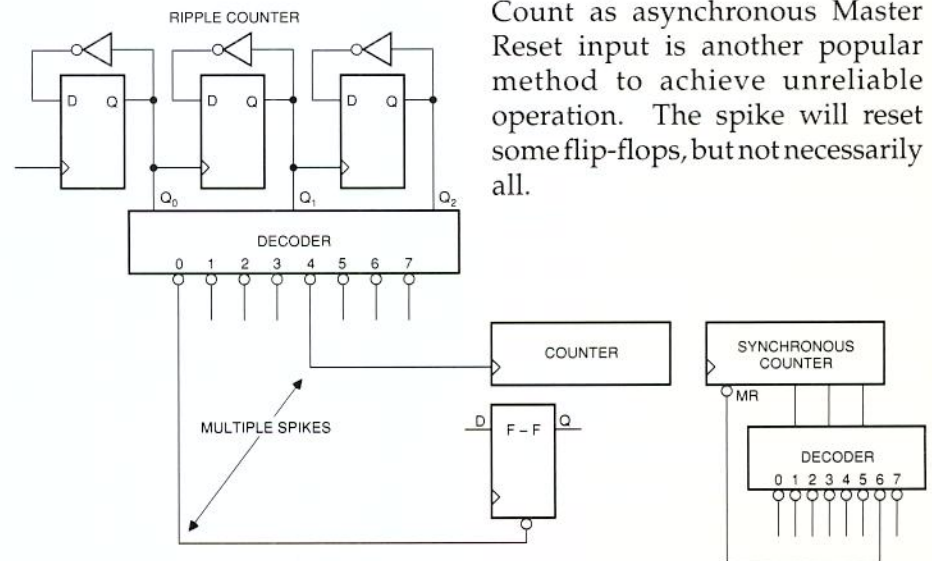 RIPPLE COUNTER
Count as asynchronous Master
Reset input is another popular
method to achieve unreliable
operation. The spike will reset
some flip-flops, but not necessarily
all.
D Q
D Q
D Q
Q₀ Q₁ Q₂
DECODER
0 1 2 3 4 5 6 7
COUNTER
SYNCHRONOUS
COUNTER
MR
MULTIPLE SPIKES
D F – F Q
DECODER
0 1 2 3 4 5 6 7